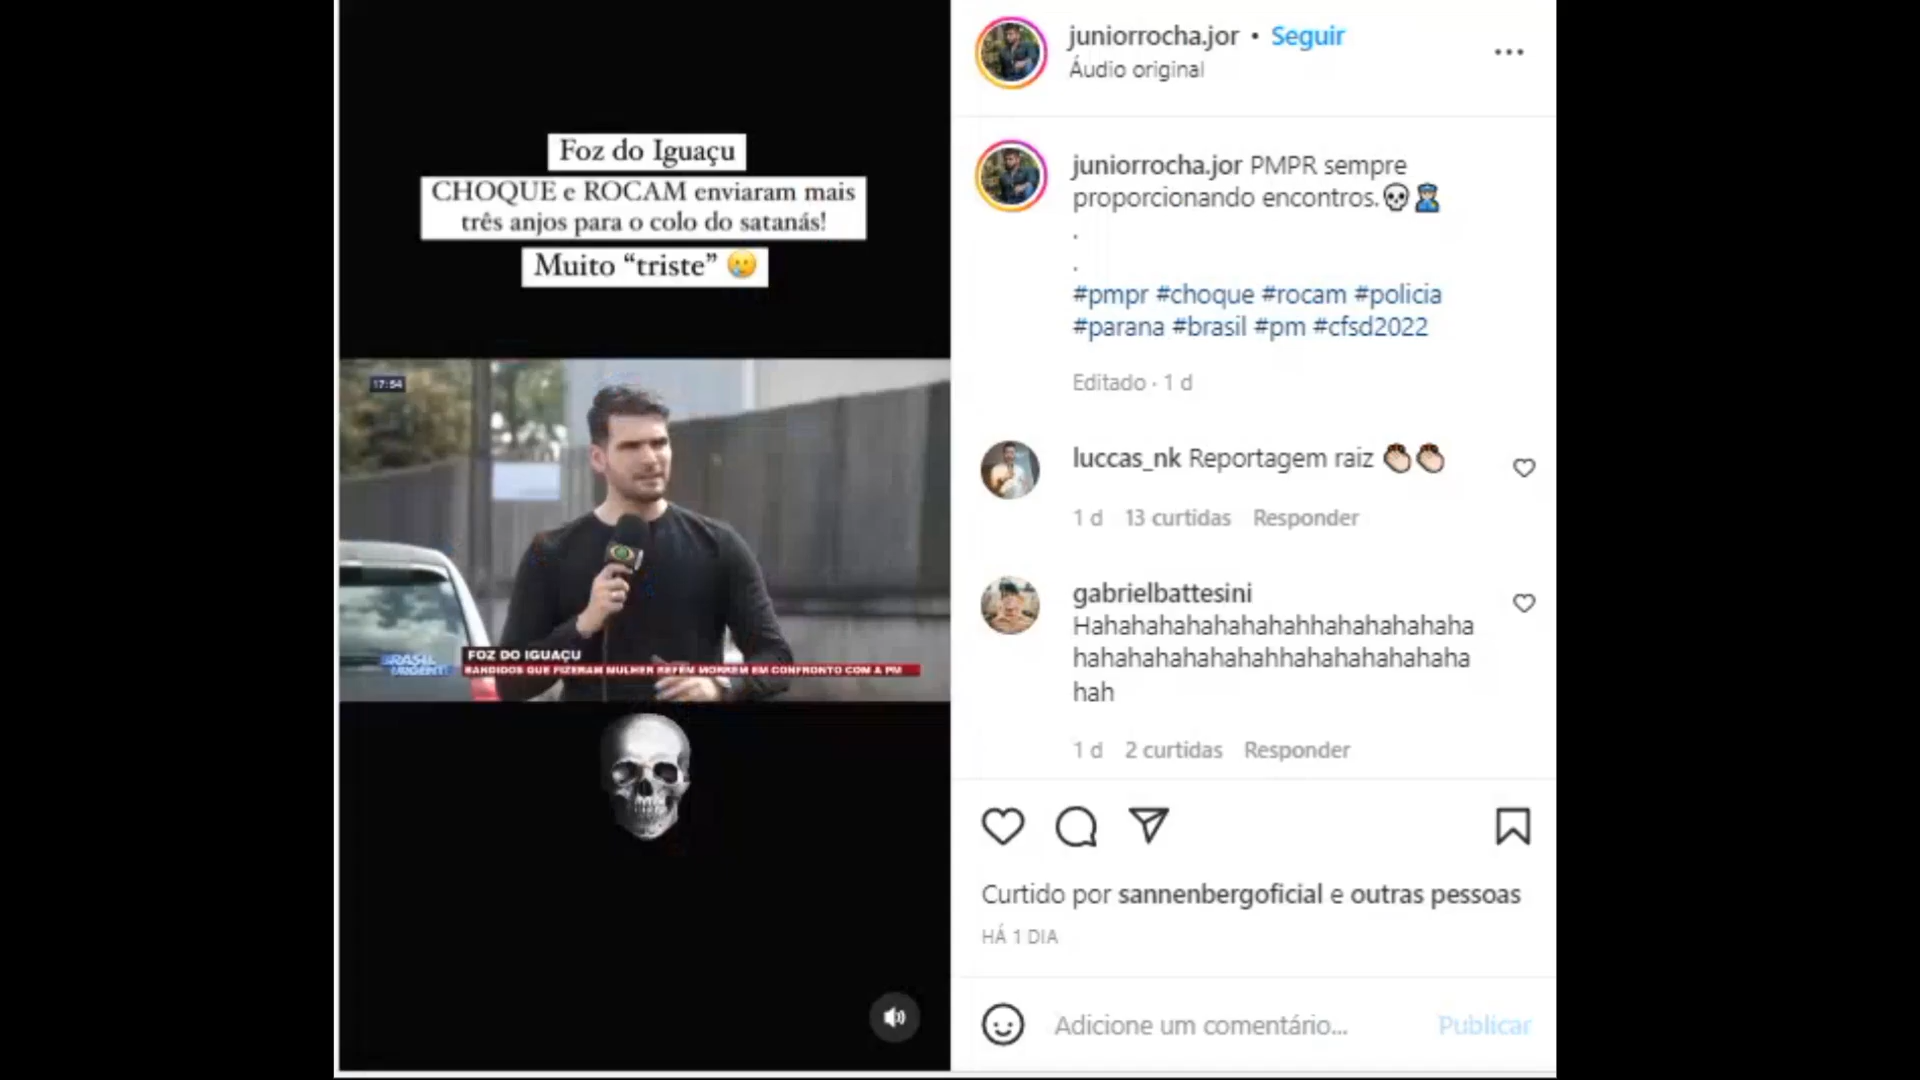 Foz do Iguaçu
CHOQUE e ROCAM enviaram mais
três anjos para o colo do satanás!
Muito “triste” 🥲
17:54
BRASIL
URGENTE
FOZ DO IGUAÇU
BANDIDOS QUE FIZERAM MULHER REFÉM MORREM EM CONFRONTO COM A PM
juniorrocha.jor • Seguir
Áudio original
juniorrocha.jor PMPR sempre
proporcionando encontros.💀👮
.
.
#pmpr #choque #rocam #policia
#parana #brasil #pm #cfsd2022
Editado · 1 d
luccas_nk Reportagem raiz 👏🏻👏🏻
1 d 13 curtidas Responder
gabrielbattesini
Hahahahahahahahahhahahahahaha
hahahahahahahahhahahahahahaha
hah
1 d 2 curtidas Responder
Curtido por sannenbergoficial e outras pessoas
HÁ 1 DIA
Adicione um comentário...
Publicar